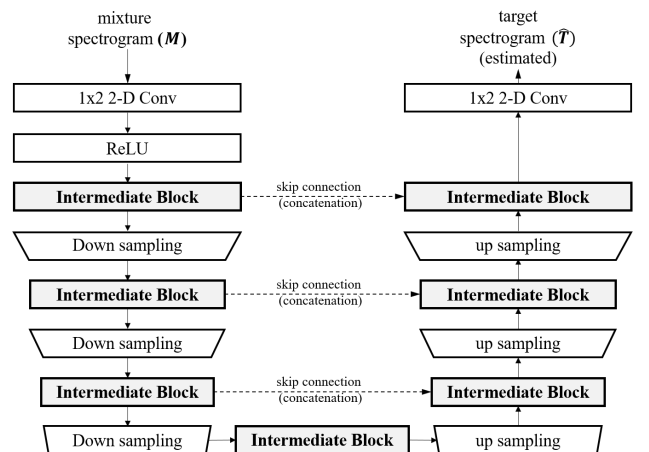 mixture
spectrogram (M)
target
spectrogram (T̂)
(estimated)
1x2 2-D Conv
1x2 2-D Conv
ReLU
Intermediate Block
skip connection
(concatenation)
Intermediate Block
Down sampling
up sampling
Intermediate Block
skip connection
(concatenation)
Intermediate Block
Down sampling
up sampling
Intermediate Block
skip connection
(concatenation)
Intermediate Block
Down sampling
Intermediate Block
up sampling